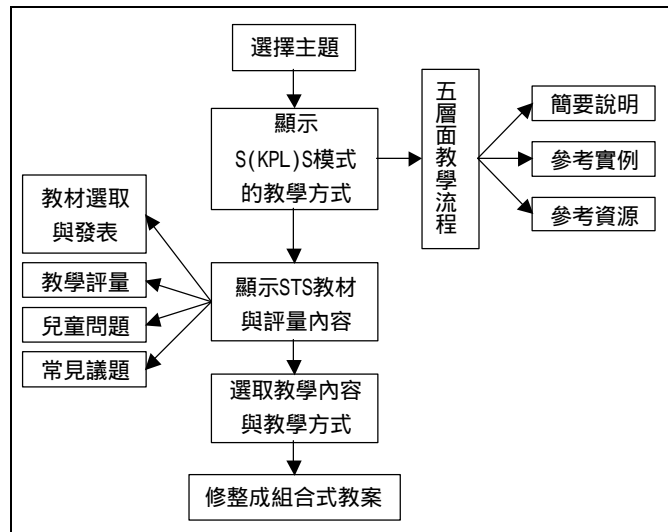 選擇主題
顯示
S(KPL)S模式
的教學方式
五層面教學流程
簡要說明
參考實例
參考資源
教材選取
與發表
教學評量
兒童問題
常見議題
顯示STS教材
與評量內容
選取教學內容
與教學方式
修整成組合式教案